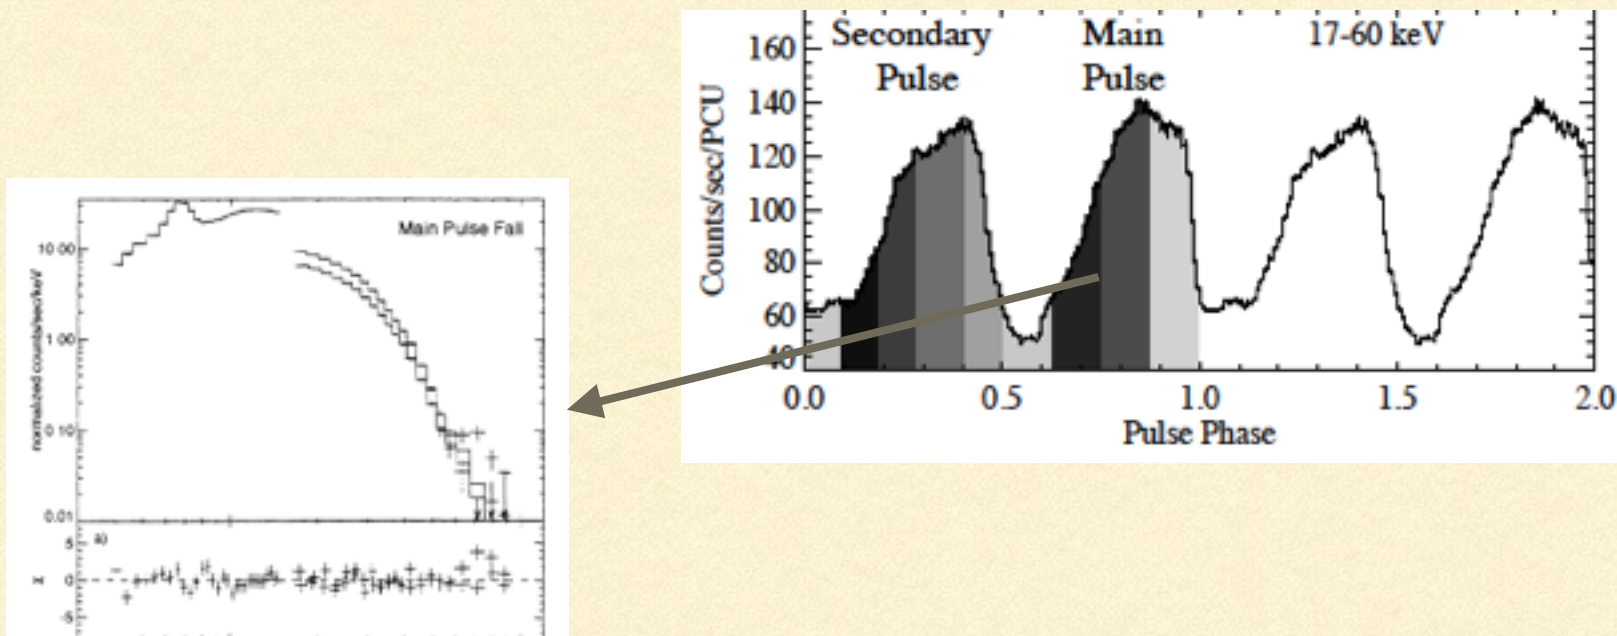 Main Pulse Fall
normalized counts/sec/keV
10.00
1.00
0.10
0.01
a)
5
0
-5
χ
Secondary
Pulse
Main
Pulse
17-60 keV
Counts/sec/PCU
160
140
120
100
80
60
40
0.0 0.5 1.0 1.5 2.0
Pulse Phase